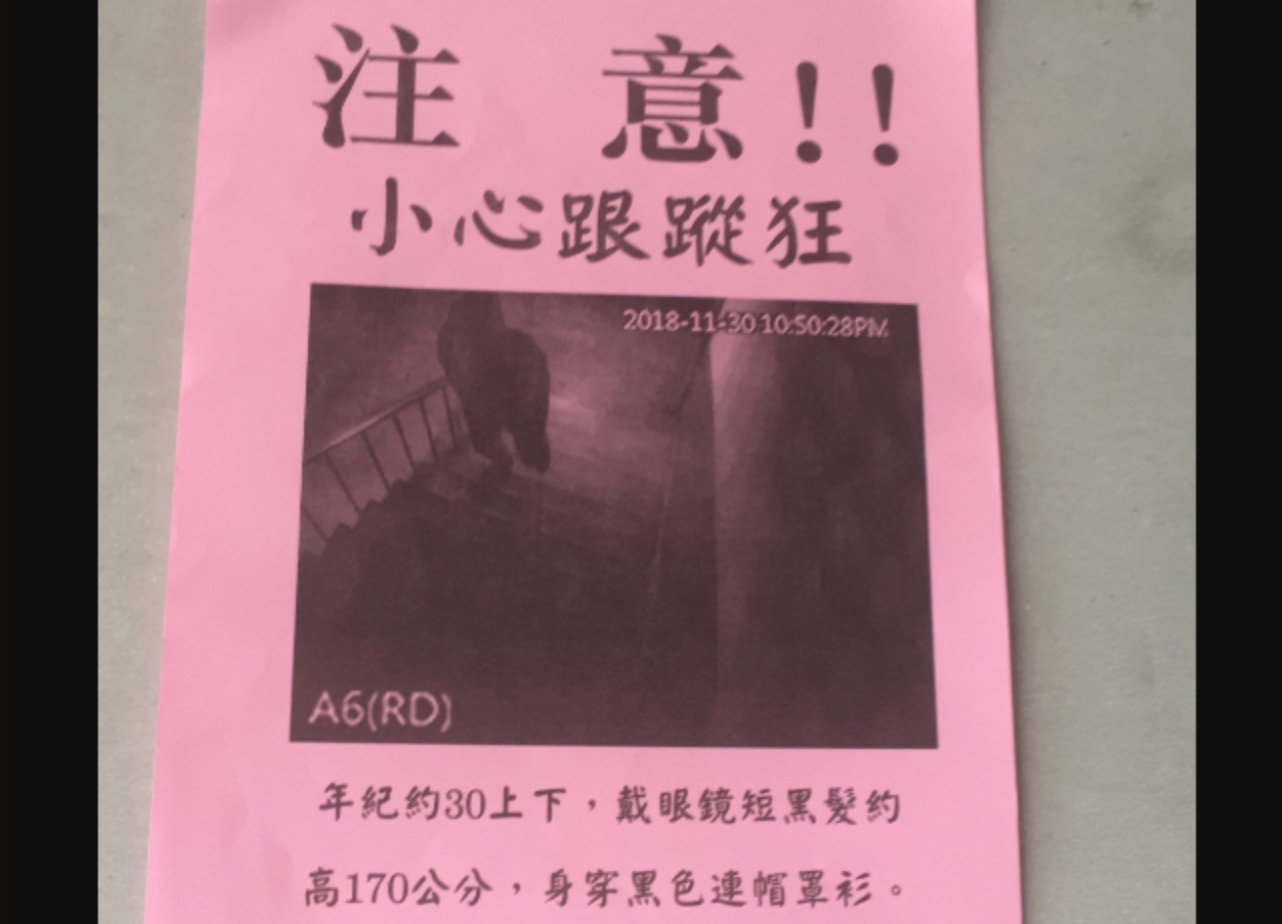 注 意!!
小心跟蹤狂
2018-11-30 10:50:28PM
A6(RD)
年紀約30上下，戴眼鏡短黑髮約
高170公分，身穿黑色連帽罩衫。